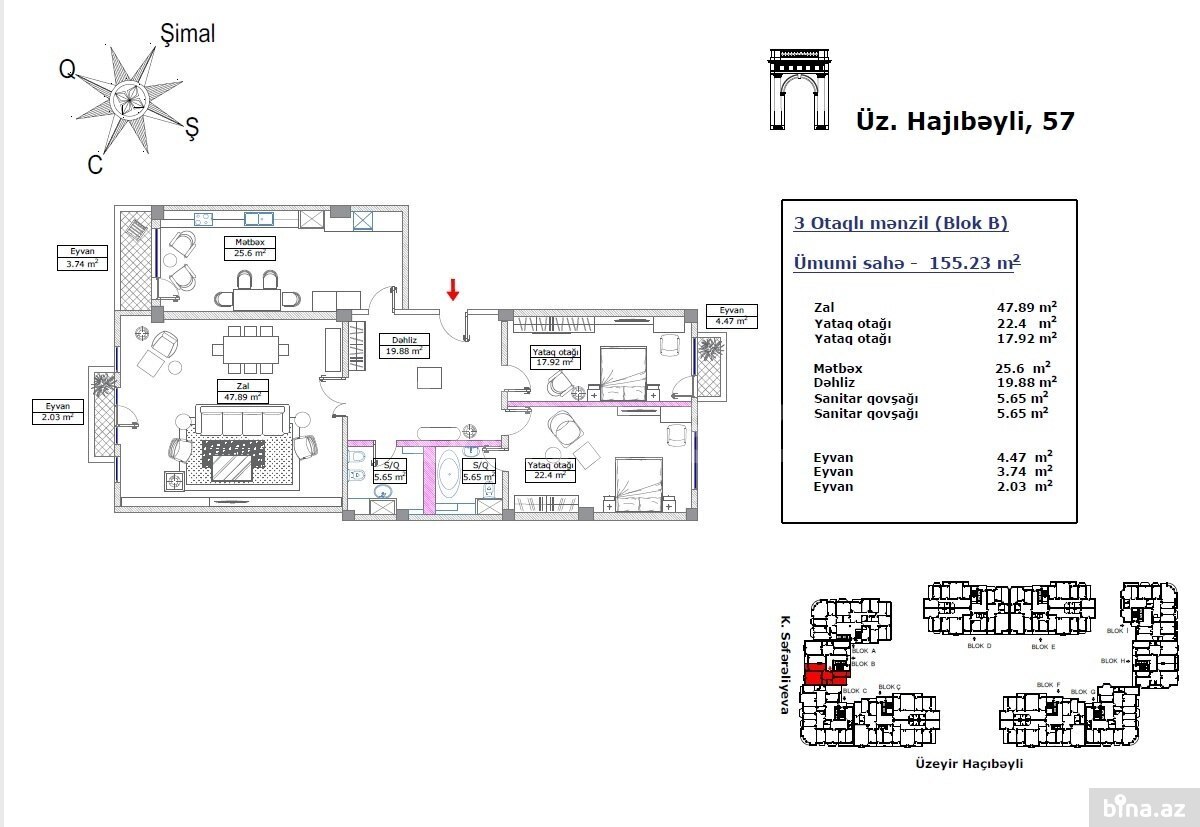 Şimal
Q
Ş
C
Üz. Hajıbəyli, 57
3 Otaqlı mənzil (Blok B)
Ümumi sahə - 155.23 m²
Zal 47.89 m²
Yataq otağı 22.4 m²
Yataq otağı 17.92 m²
Mətbəx 25.6 m²
Dəhliz 19.88 m²
Sanitar qovşağı 5.65 m²
Sanitar qovşağı 5.65 m²
Eyvan 4.47 m²
Eyvan 3.74 m²
Eyvan 2.03 m²
Eyvan
3.74 m²
Mətbəx
25.6 m²
Eyvan
4.47 m²
Dəhliz
19.88 m²
Yataq otağı
17.92 m²
Zal
47.89 m²
Eyvan
2.03 m²
S/Q
5.65 m²
S/Q
5.65 m²
Yataq otağı
22.4 m²
K. Səfərəliyeva
BLOK A
BLOK B
BLOK C
BLOK Ç
BLOK D
BLOK E
BLOK F
BLOK G
BLOK H
BLOK I
Üzeyir Haçıbəyli
bina.az